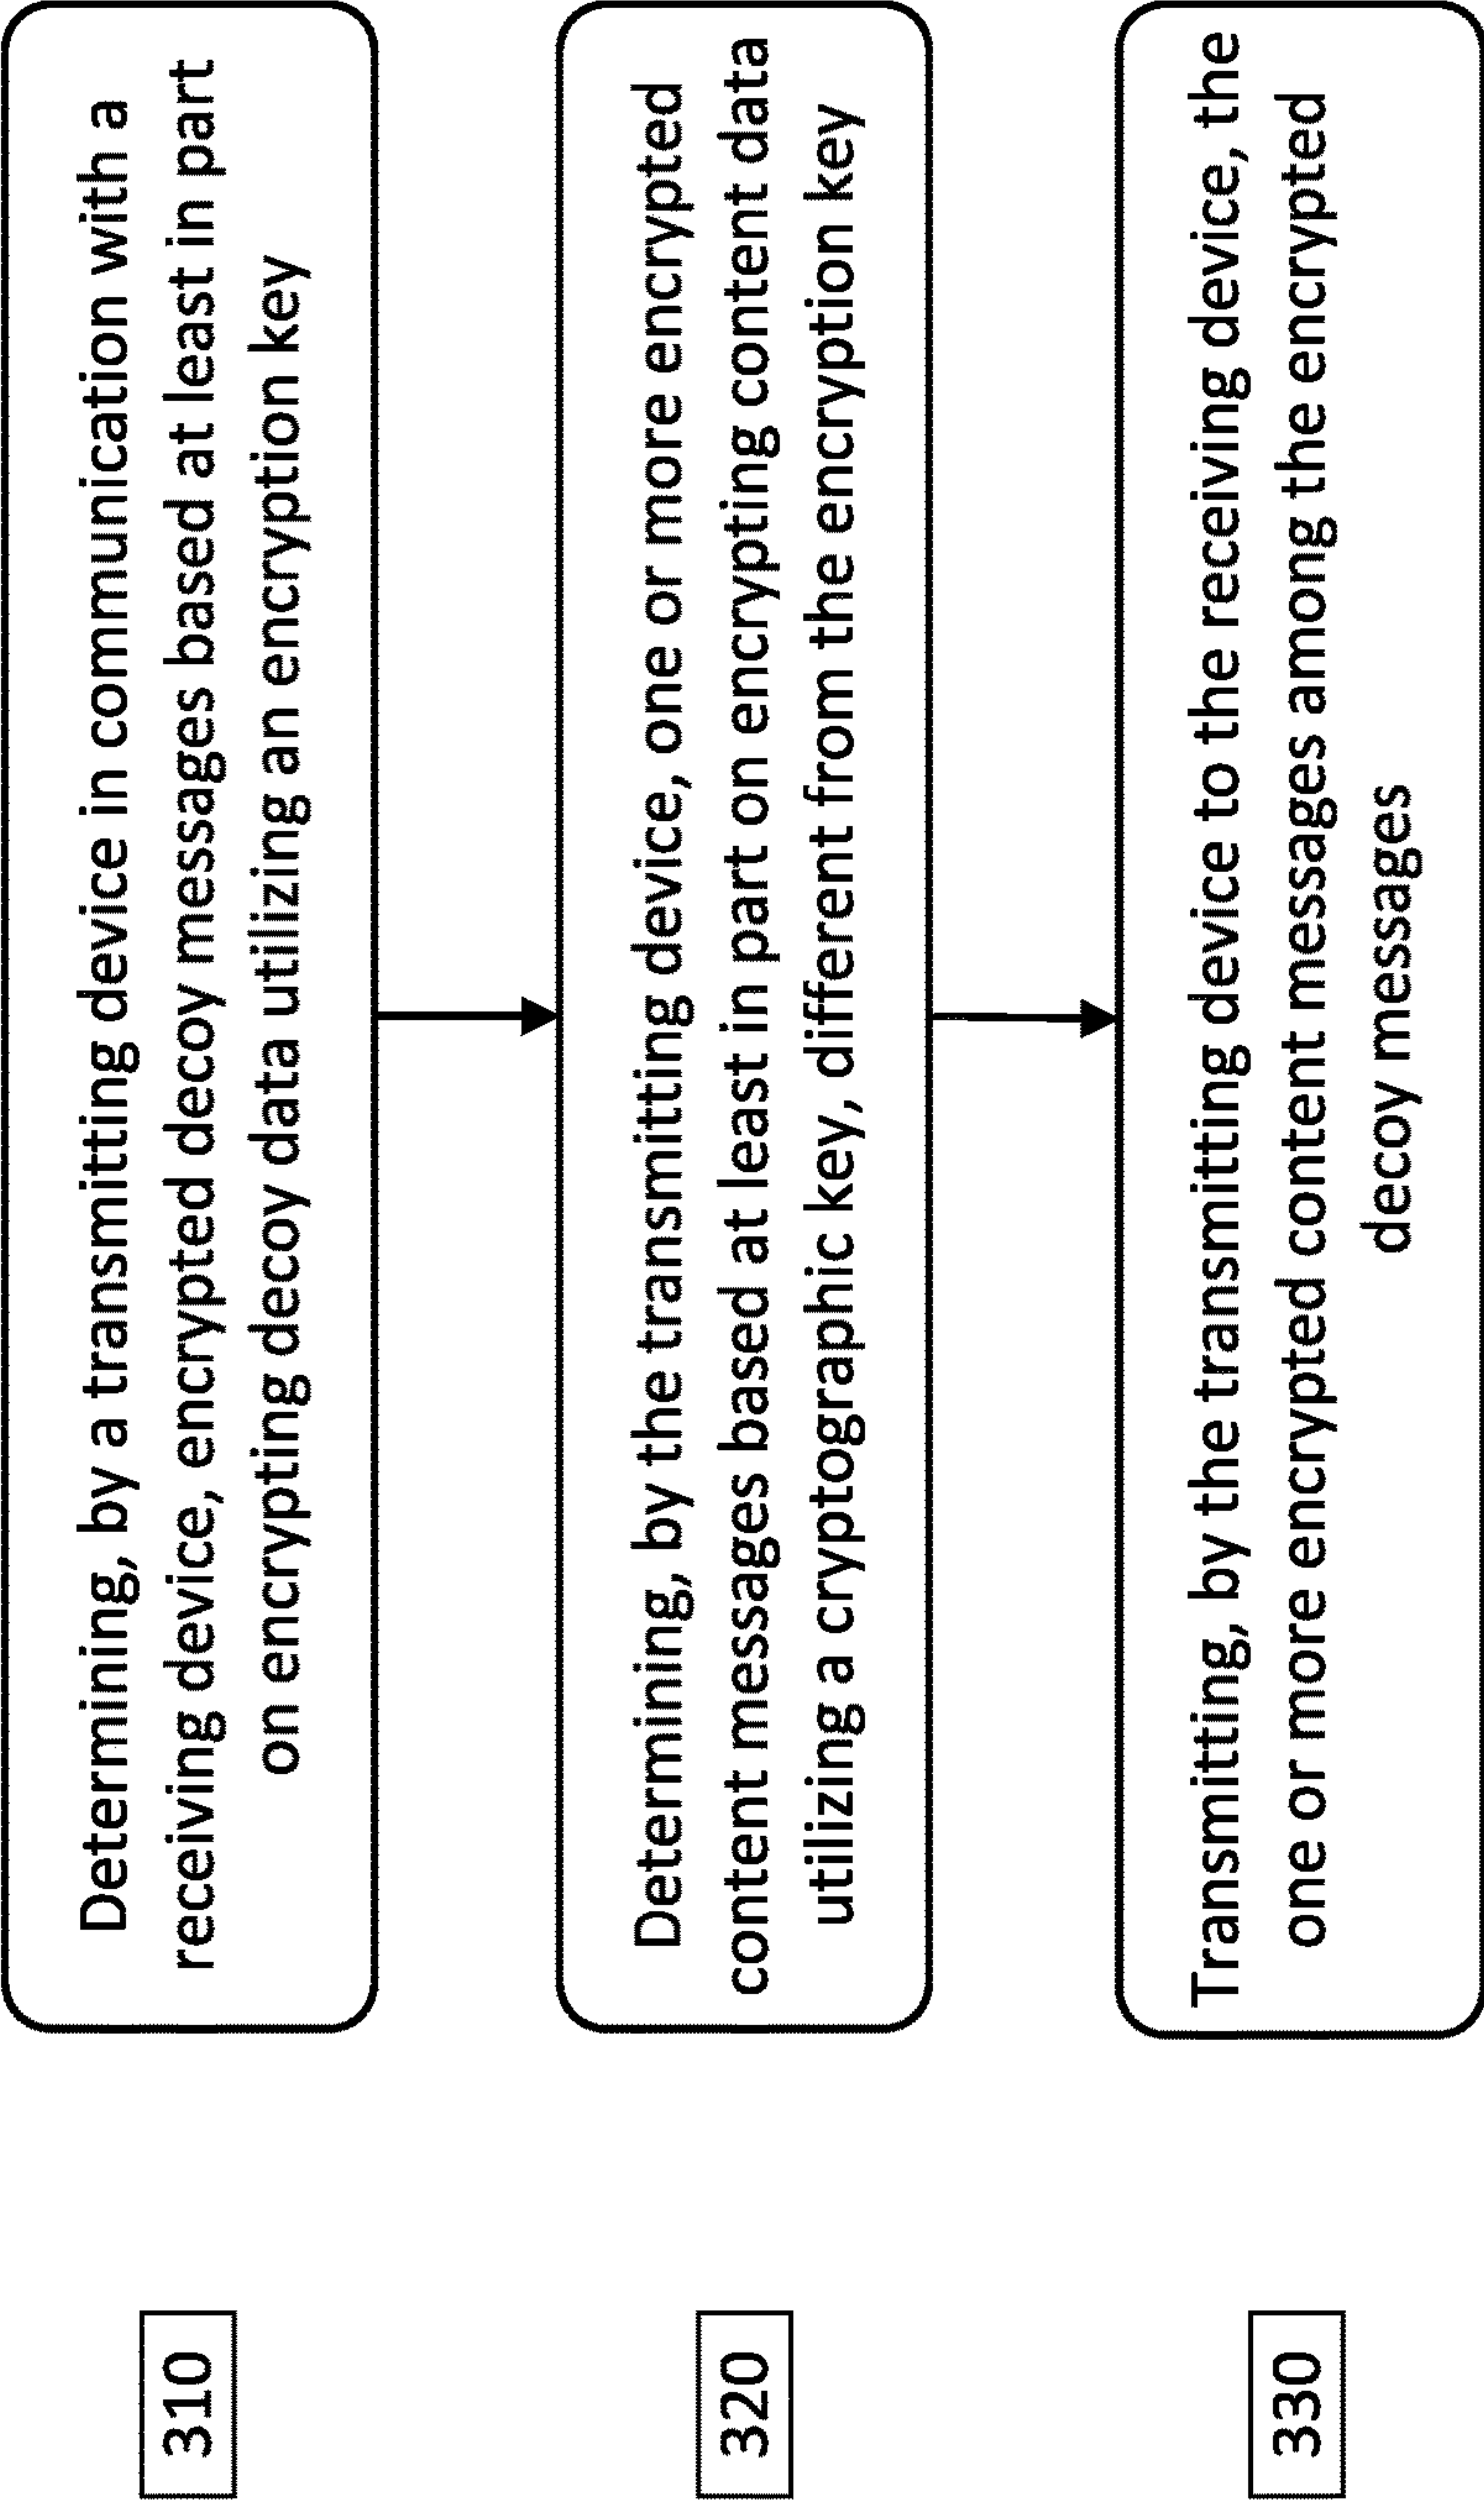 310
Determining, by a transmitting device in communication with a
receiving device, encrypted decoy messages based at least in part
on encrypting decoy data utilizing an encryption key
320
Determining, by the transmitting device, one or more encrypted
content messages based at least in part on encrypting content data
utilizing a cryptographic key, different from the encryption key
330
Transmitting, by the transmitting device to the receiving device, the
one or more encrypted content messages among the encrypted
decoy messages